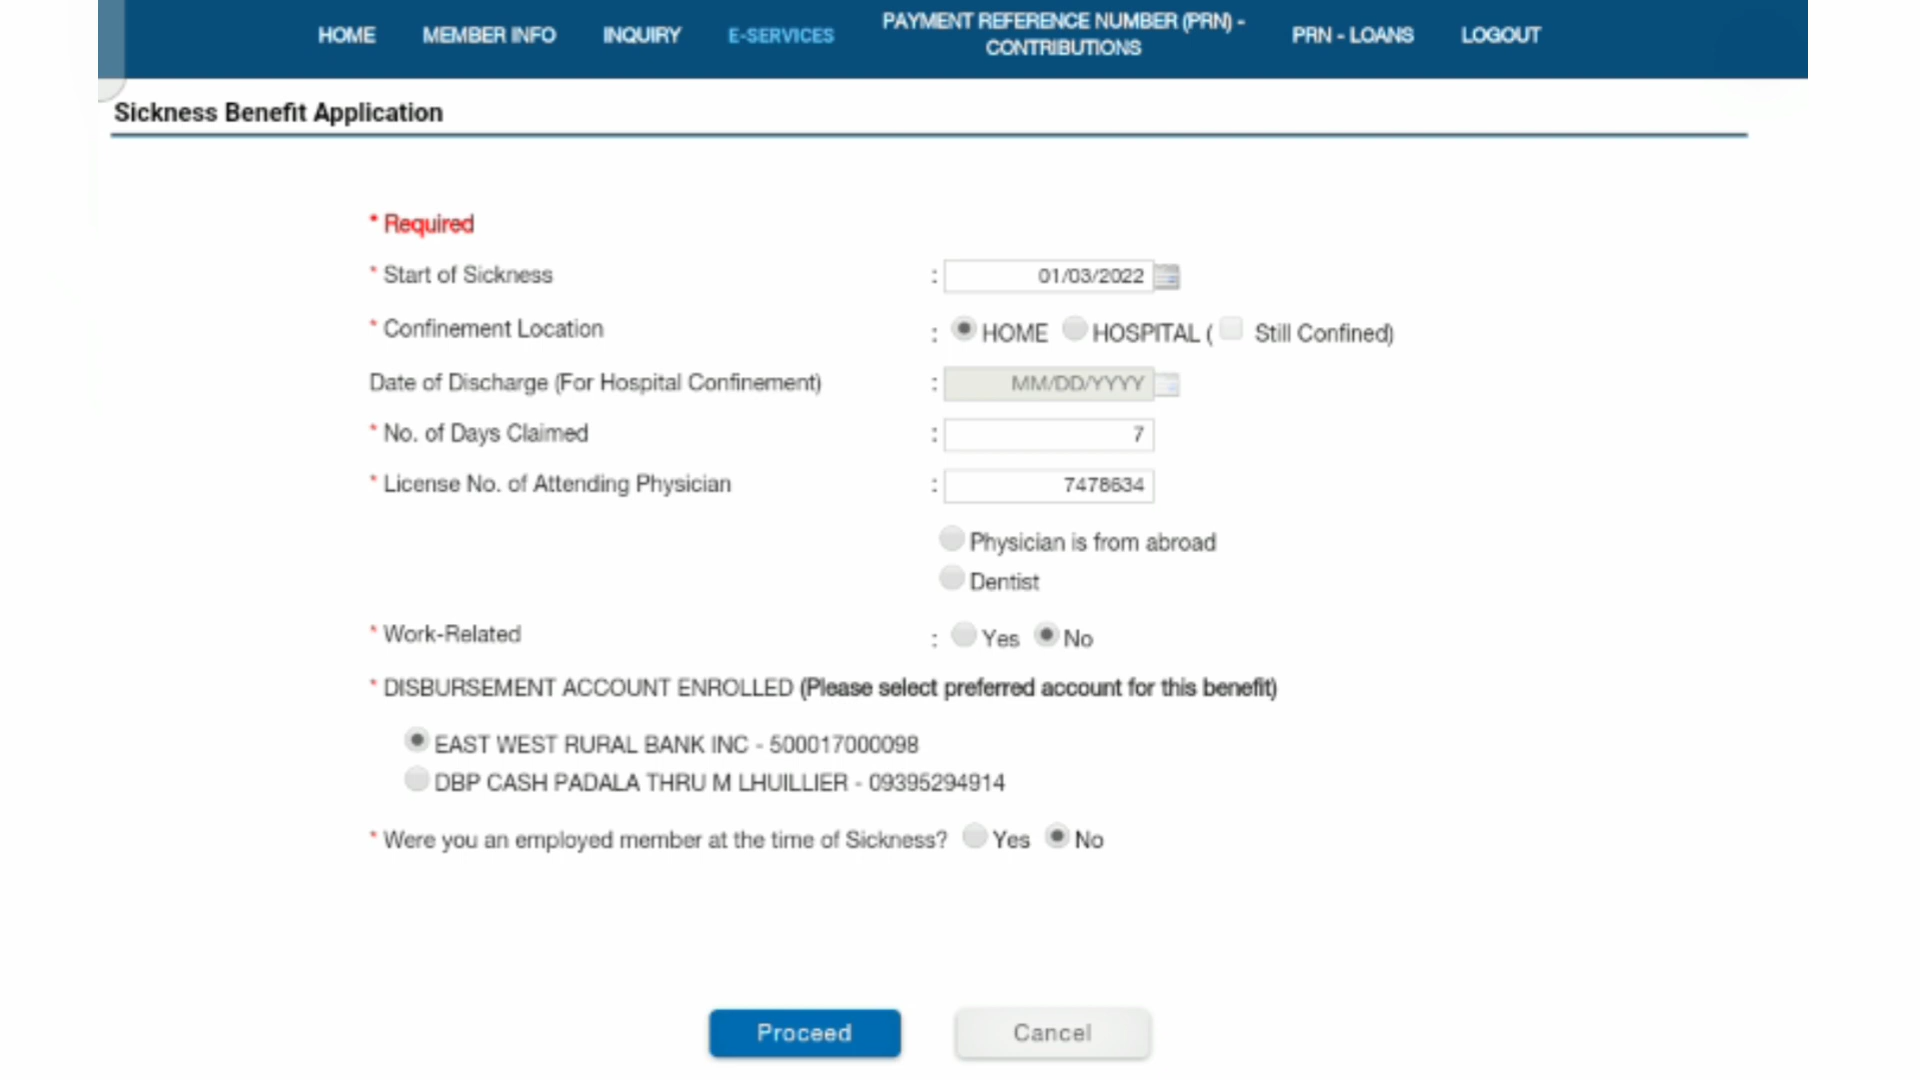 HOME MEMBER INFO INQUIRY E-SERVICES PAYMENT REFERENCE NUMBER (PRN) - CONTRIBUTIONS PRN - LOANS LOGOUT
Sickness Benefit Application
* Required
* Start of Sickness : 01/03/2022
* Confinement Location : HOME HOSPITAL ( Still Confined)
Date of Discharge (For Hospital Confinement) : MM/DD/YYYY
* No. of Days Claimed : 7
* License No. of Attending Physician : 7478634
Physician is from abroad
Dentist
* Work-Related : Yes No
* DISBURSEMENT ACCOUNT ENROLLED (Please select preferred account for this benefit)
EAST WEST RURAL BANK INC - 500017000098
DBP CASH PADALA THRU M LHUILLIER - 09395294914
* Were you an employed member at the time of Sickness? Yes No
Proceed Cancel